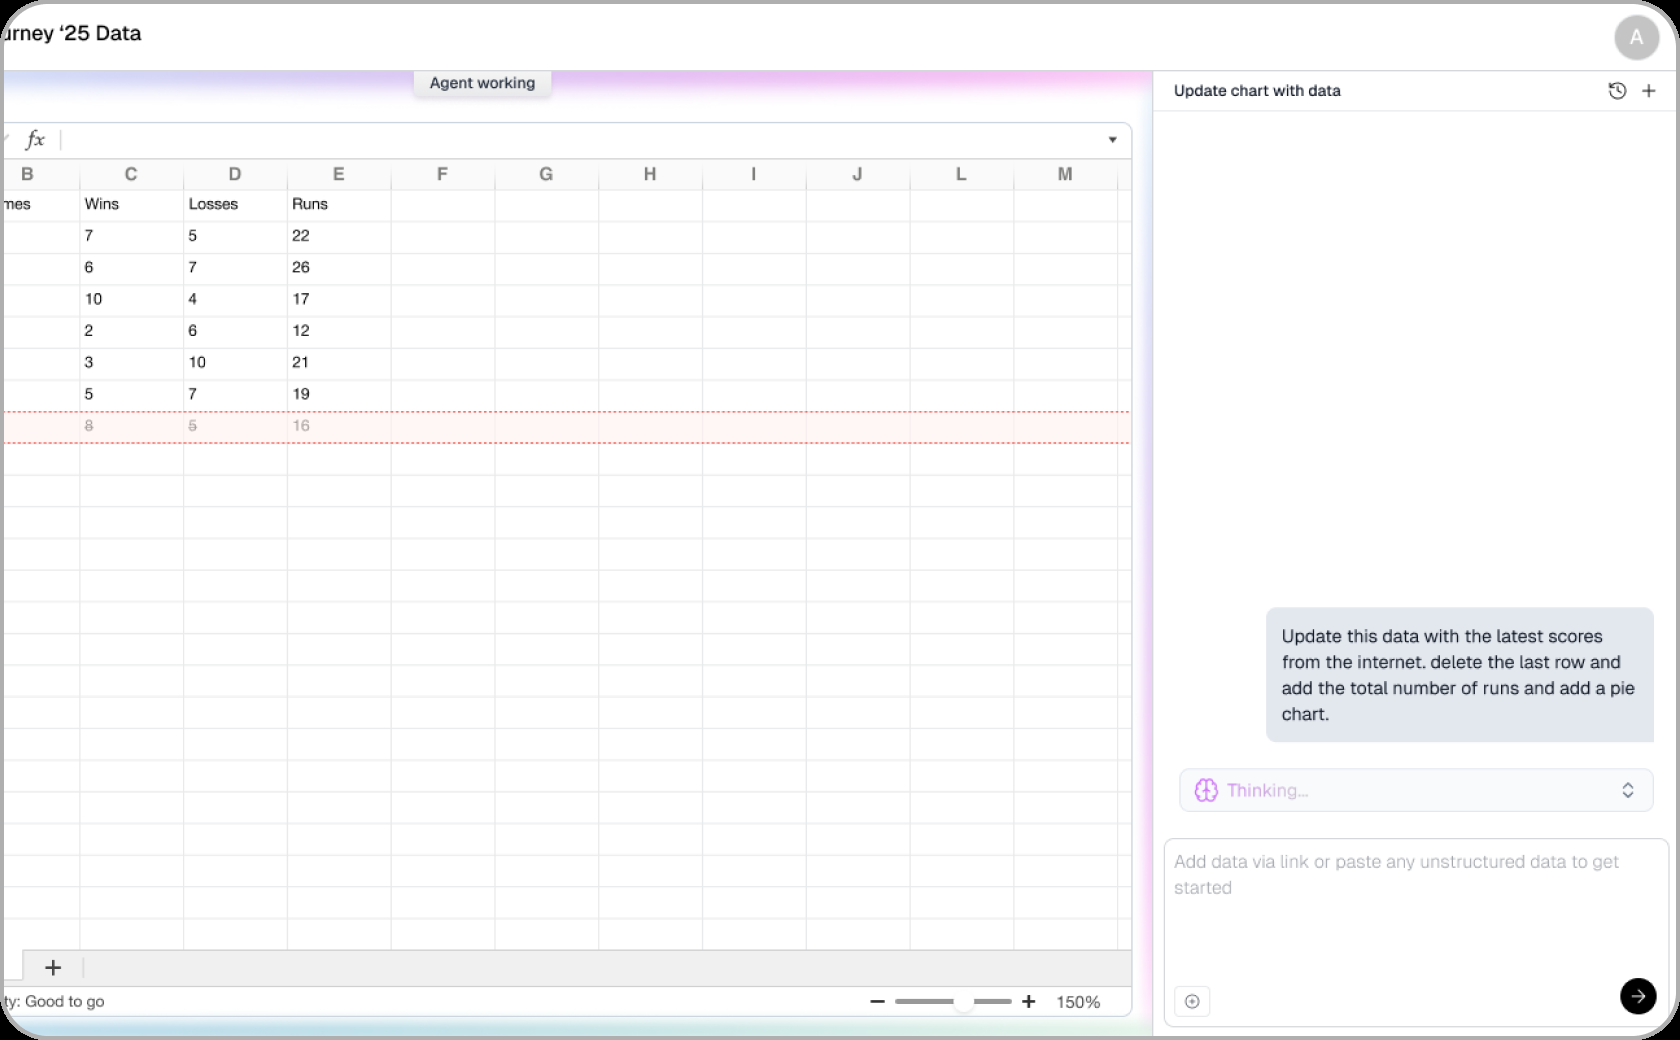 urney ‘25 Data
A
Agent working
Update chart with data
fx
B C D E F G H I J L M
mes Wins Losses Runs
7 5 22
6 7 26
10 4 17
2 6 12
3 10 21
5 7 19
8 5 16
Update this data with the latest scores
from the internet. delete the last row and
add the total number of runs and add a pie
chart.
Thinking...
Add data via link or paste any unstructured data to get
started
ty: Good to go
150%